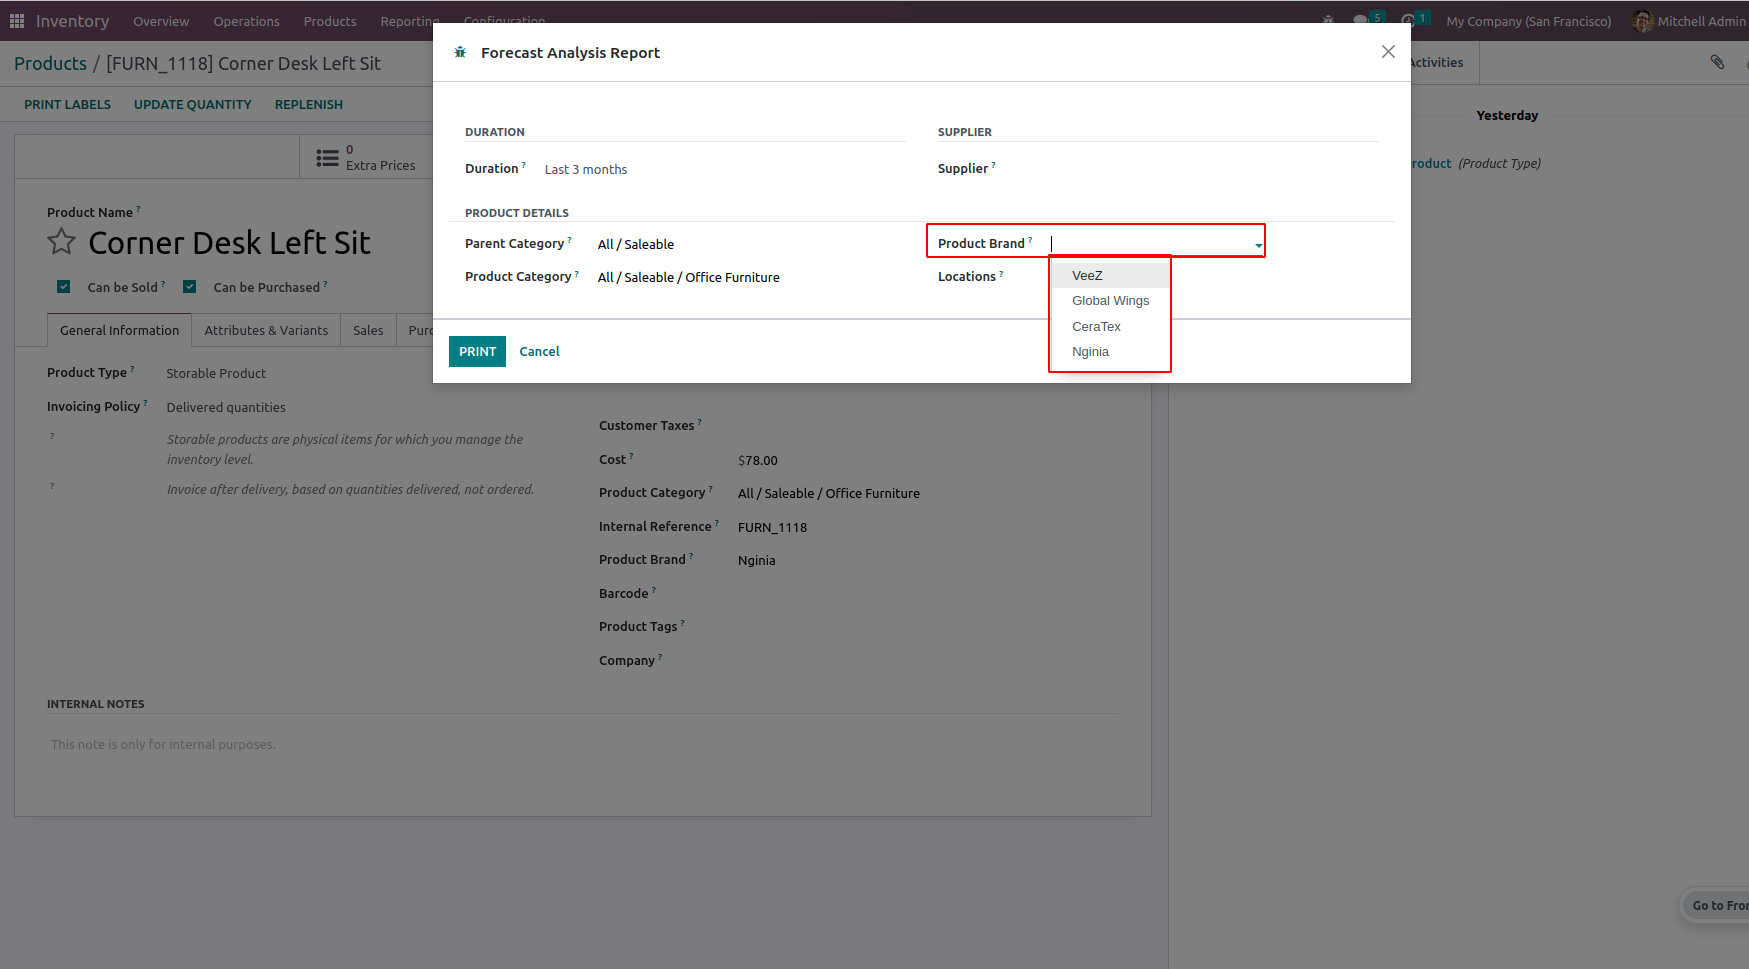 Inventory Overview Operations Products Reporting Configuration 5 1 My Company (San Francisco) Mitchell Admin
Forecast Analysis Report
Products / [FURN_1118] Corner Desk Left Sit
Activities
PRINT LABELS UPDATE QUANTITY REPLENISH
Yesterday
DURATION SUPPLIER
0
Extra Prices
Duration ? Last 3 months Supplier ?
roduct (Product Type)
Product Name ?
PRODUCT DETAILS
Corner Desk Left Sit
Parent Category ? All / Saleable Product Brand ?
Product Category ? All / Saleable / Office Furniture Locations ?
VeeZ
Global Wings
CeraTex
Nginia
Can be Sold ? Can be Purchased ?
General Information Attributes & Variants Sales Purc
PRINT Cancel
Product Type ? Storable Product
Invoicing Policy ? Delivered quantities
? Storable products are physical items for which you manage the
inventory level.
? Invoice after delivery, based on quantities delivered, not ordered.
Customer Taxes ?
Cost ? $78.00
Product Category ? All / Saleable / Office Furniture
Internal Reference ? FURN_1118
Product Brand ? Nginia
Barcode ?
Product Tags ?
Company ?
INTERNAL NOTES
This note is only for internal purposes.
Go to Fron